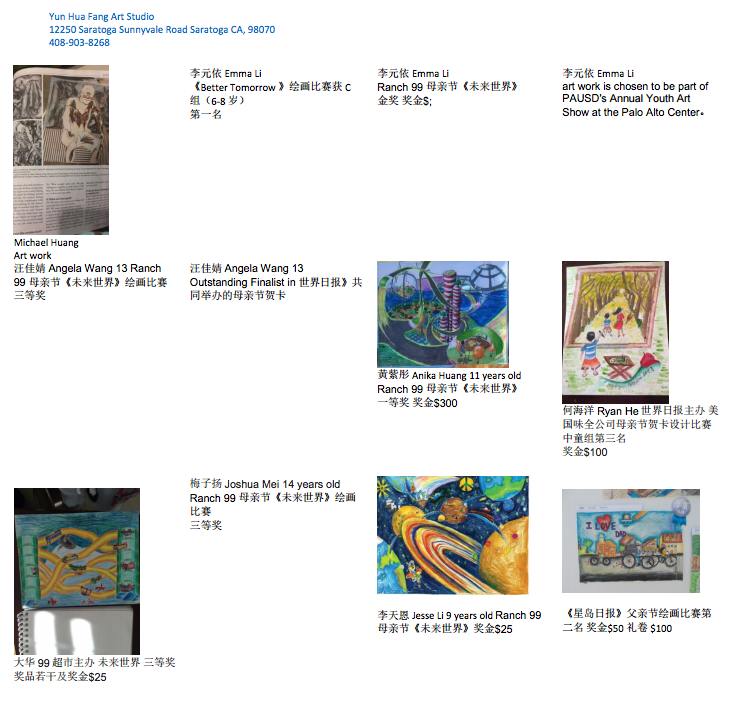 Yun Hua Fang Art Studio
12250 Saratoga Sunnyvale Road Saratoga CA, 98070
408-903-8268
Michael Huang
Art work
李元依 Emma Li
《Better Tomorrow 》绘画比赛获 C
组（6-8 岁）
第一名
李元依 Emma Li
Ranch 99 母亲节《未来世界》
金奖 奖金$;
李元依 Emma Li
art work is chosen to be part of
PAUSD's Annual Youth Art
Show at the Palo Alto Center。
汪佳婧 Angela Wang 13 Ranch
99 母亲节《未来世界》绘画比赛
三等奖
汪佳婧 Angela Wang 13
Outstanding Finalist in 世界日报》共
同举办的母亲节贺卡
黄紫彤 Anika Huang 11 years old
Ranch 99 母亲节《未来世界》
一等奖 奖金$300
何海洋 Ryan He 世界日报主办 美
国味全公司母亲节贺卡设计比赛
中童组第三名
奖金$100
大华 99 超市主办 未来世界 三等奖
奖品若干及奖金$25
梅子扬 Joshua Mei 14 years old
Ranch 99 母亲节《未来世界》绘画
比赛
三等奖
李天恩 Jesse Li 9 years old Ranch 99
母亲节《未来世界》奖金$25
I LOVE
DAD
《星岛日报》父亲节绘画比赛第
二名 奖金$50 礼卷 $100